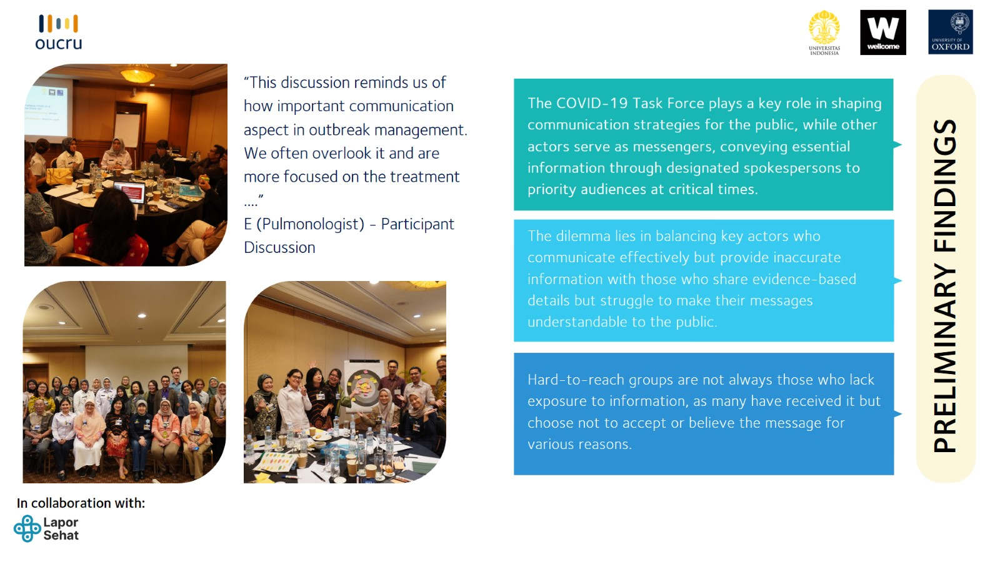 oucru
UNIVERSITAS
INDONESIA
W
wellcome
UNIVERSITY OF
OXFORD
“This discussion reminds us of
how important communication
aspect in outbreak management.
We often overlook it and are
more focused on the treatment
....”
E (Pulmonologist) – Participant
Discussion
The COVID-19 Task Force plays a key role in shaping
communication strategies for the public, while other
actors serve as messengers, conveying essential
information through designated spokespersons to
priority audiences at critical times.
The dilemma lies in balancing key actors who
communicate effectively but provide inaccurate
information with those who share evidence-based
details but struggle to make their messages
understandable to the public.
Hard-to-reach groups are not always those who lack
exposure to information, as many have received it but
choose not to accept or believe the message for
various reasons.
PRELIMINARY FINDINGS
In collaboration with:
Lapor
Sehat